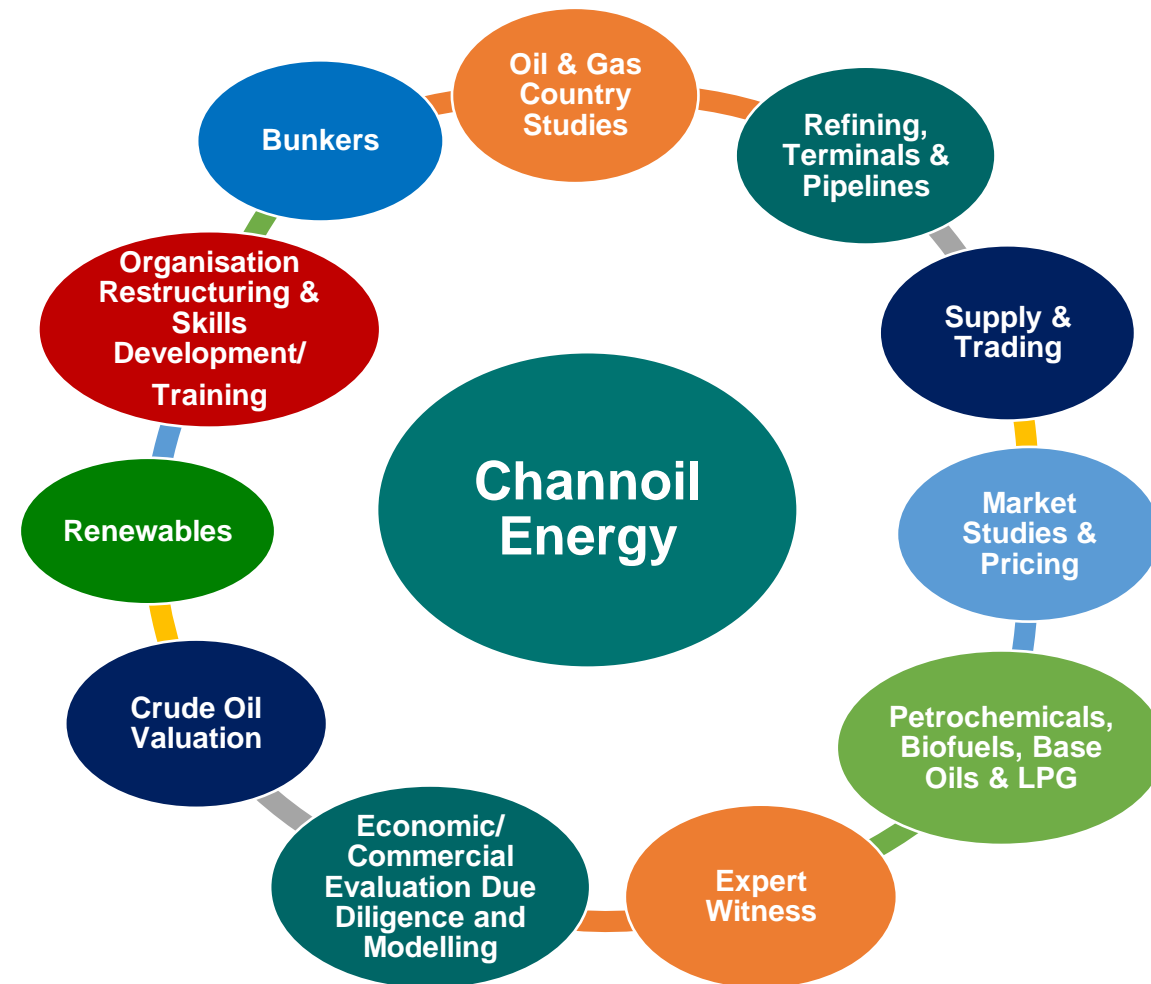 Oil & Gas
Country
Studies
Refining,
Terminals &
Pipelines
Supply &
Trading
Market
Studies &
Pricing
Petrochemicals,
Biofuels, Base
Oils & LPG
Expert
Witness
Economic/
Commercial
Evaluation Due
Diligence and
Modelling
Crude Oil
Valuation
Renewables
Organisation
Restructuring &
Skills
Development/
Training
Bunkers
Channoil
Energy